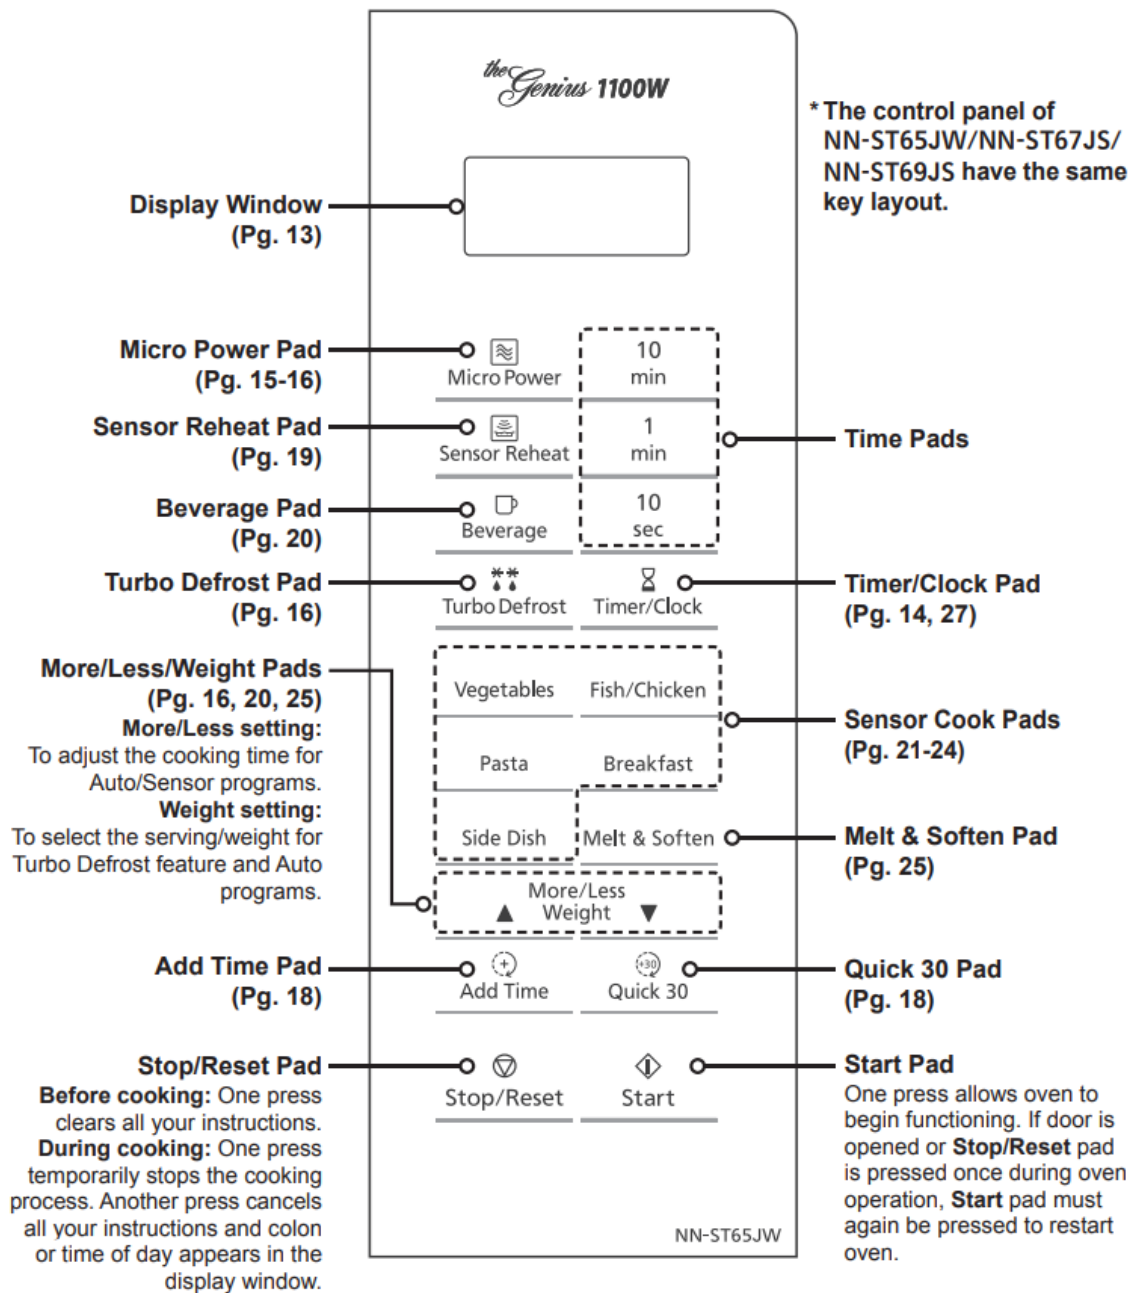 the Genius 1100W
* The control panel of
NN-ST65JW/NN-ST67JS/
NN-ST69JS have the same
key layout.
Display Window
(Pg. 13)
Micro Power Pad
(Pg. 15-16)
Micro Power
10
min
Sensor Reheat Pad
(Pg. 19)
Sensor Reheat
1
min
Time Pads
Beverage Pad
(Pg. 20)
Beverage
10
sec
Turbo Defrost Pad
(Pg. 16)
Turbo Defrost
Timer/Clock
Timer/Clock Pad
(Pg. 14, 27)
More/Less/Weight Pads
(Pg. 16, 20, 25)
More/Less setting:
To adjust the cooking time for
Auto/Sensor programs.
Weight setting:
To select the serving/weight for
Turbo Defrost feature and Auto
programs.
Vegetables
Fish/Chicken
Pasta
Breakfast
Side Dish
Melt & Soften
Sensor Cook Pads
(Pg. 21-24)
Melt & Soften Pad
(Pg. 25)
More/Less
▲ Weight ▼
Add Time Pad
(Pg. 18)
Add Time
+30
Quick 30
Quick 30 Pad
(Pg. 18)
Stop/Reset Pad
Before cooking: One press
clears all your instructions.
During cooking: One press
temporarily stops the cooking
process. Another press cancels
all your instructions and colon
or time of day appears in the
display window.
Stop/Reset
Start
Start Pad
One press allows oven to
begin functioning. If door is
opened or Stop/Reset pad
is pressed once during oven
operation, Start pad must
again be pressed to restart
oven.
NN-ST65JW